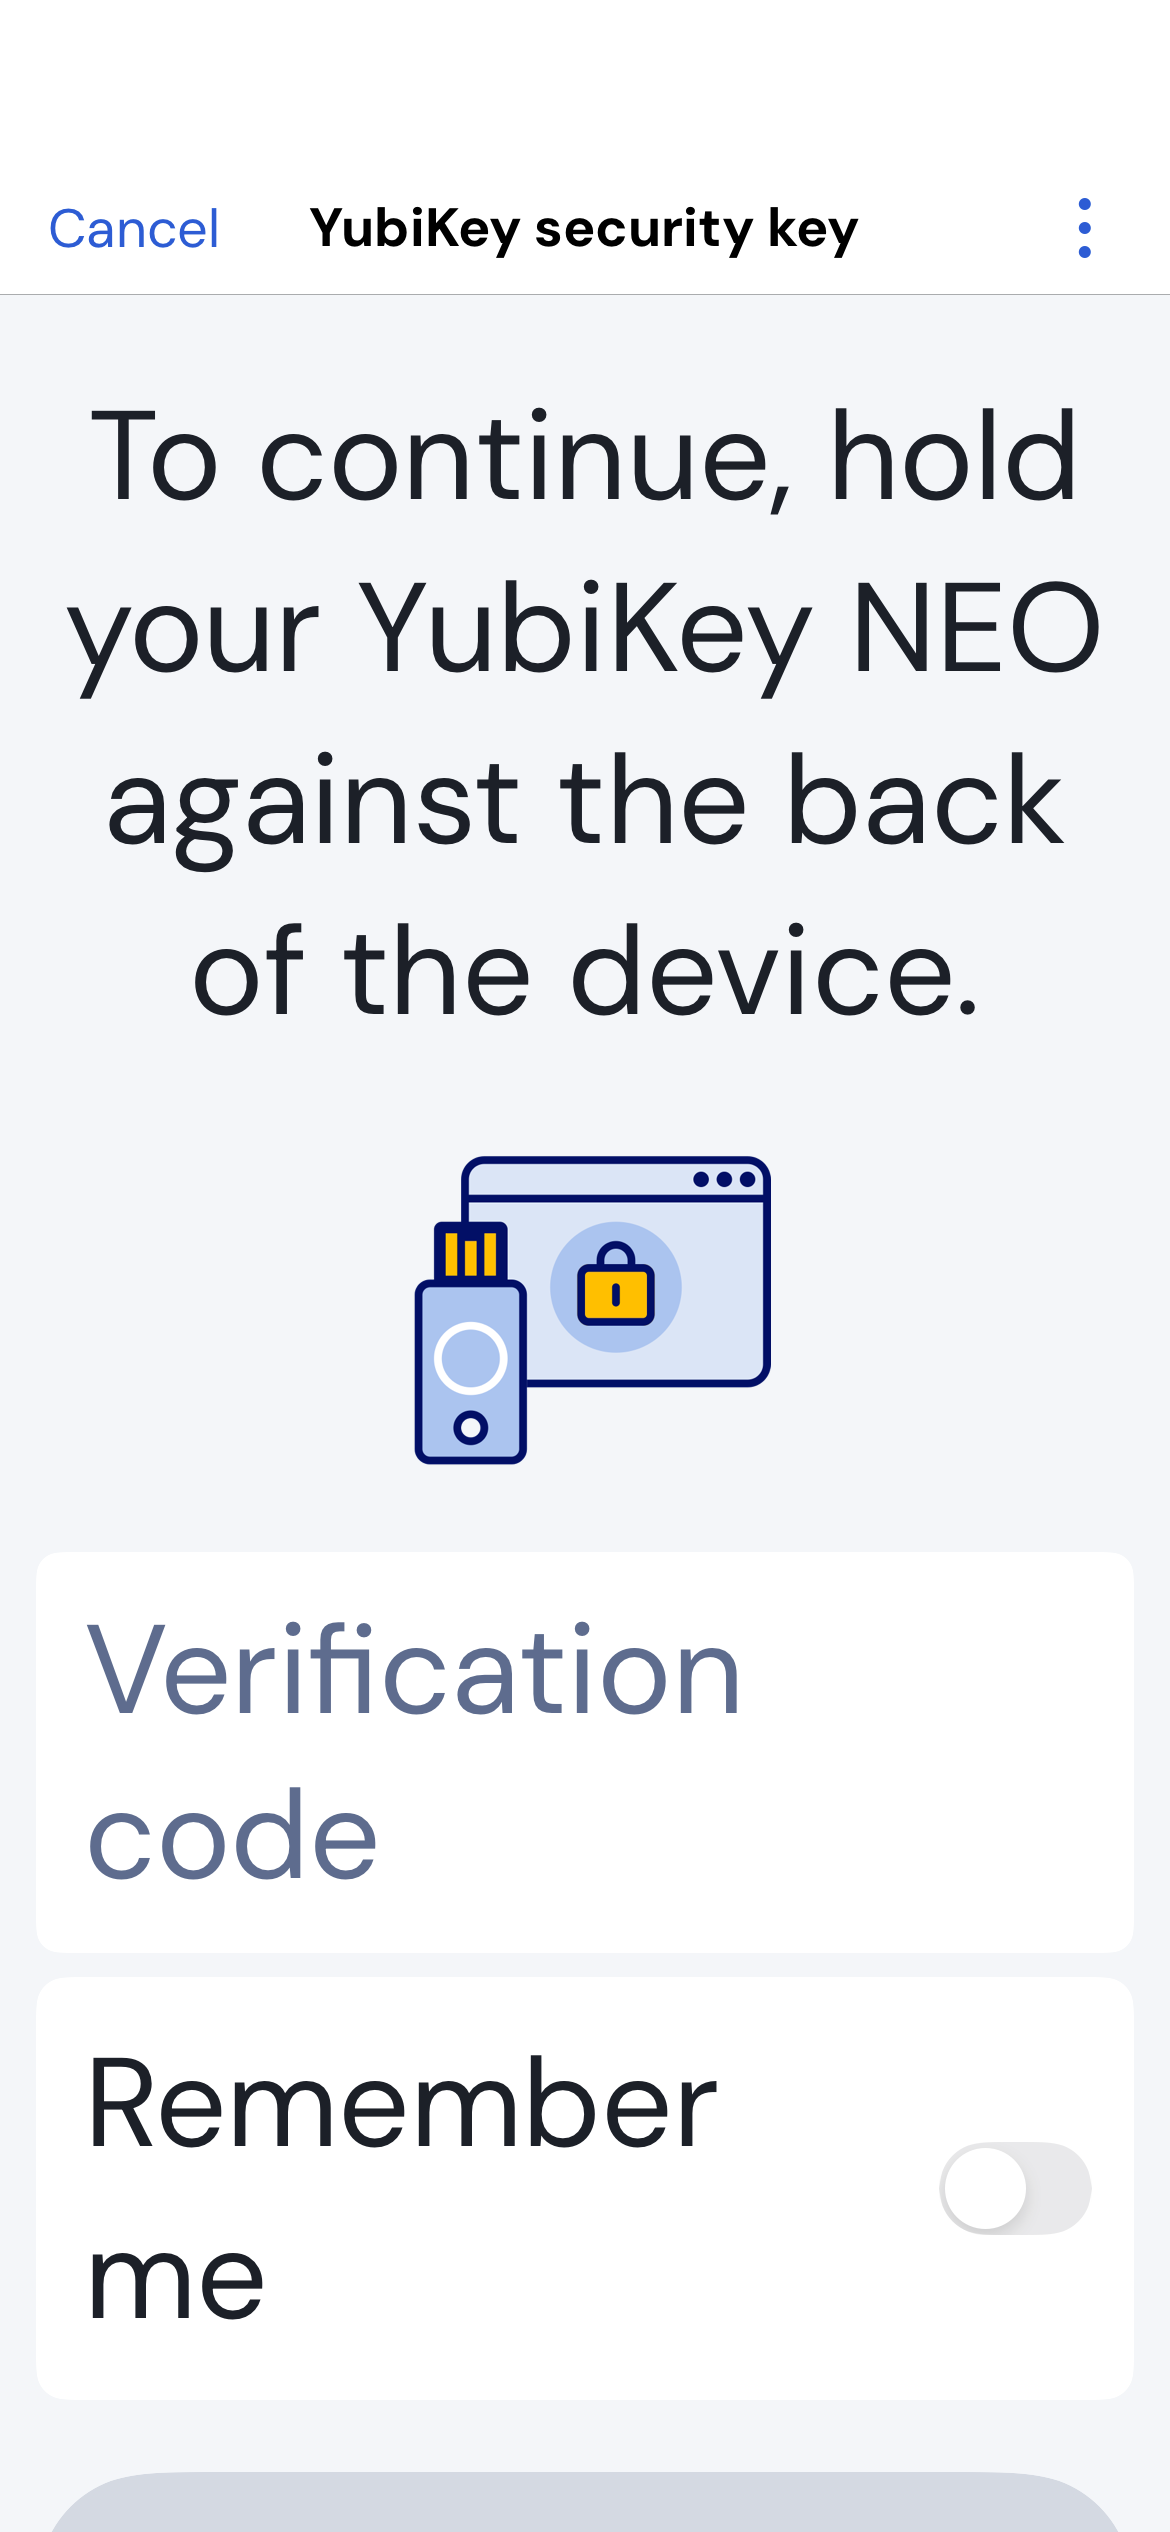 Cancel YubiKey security key
To continue, hold
your YubiKey NEO
against the back
of the device.
Verification
code
Remember
me